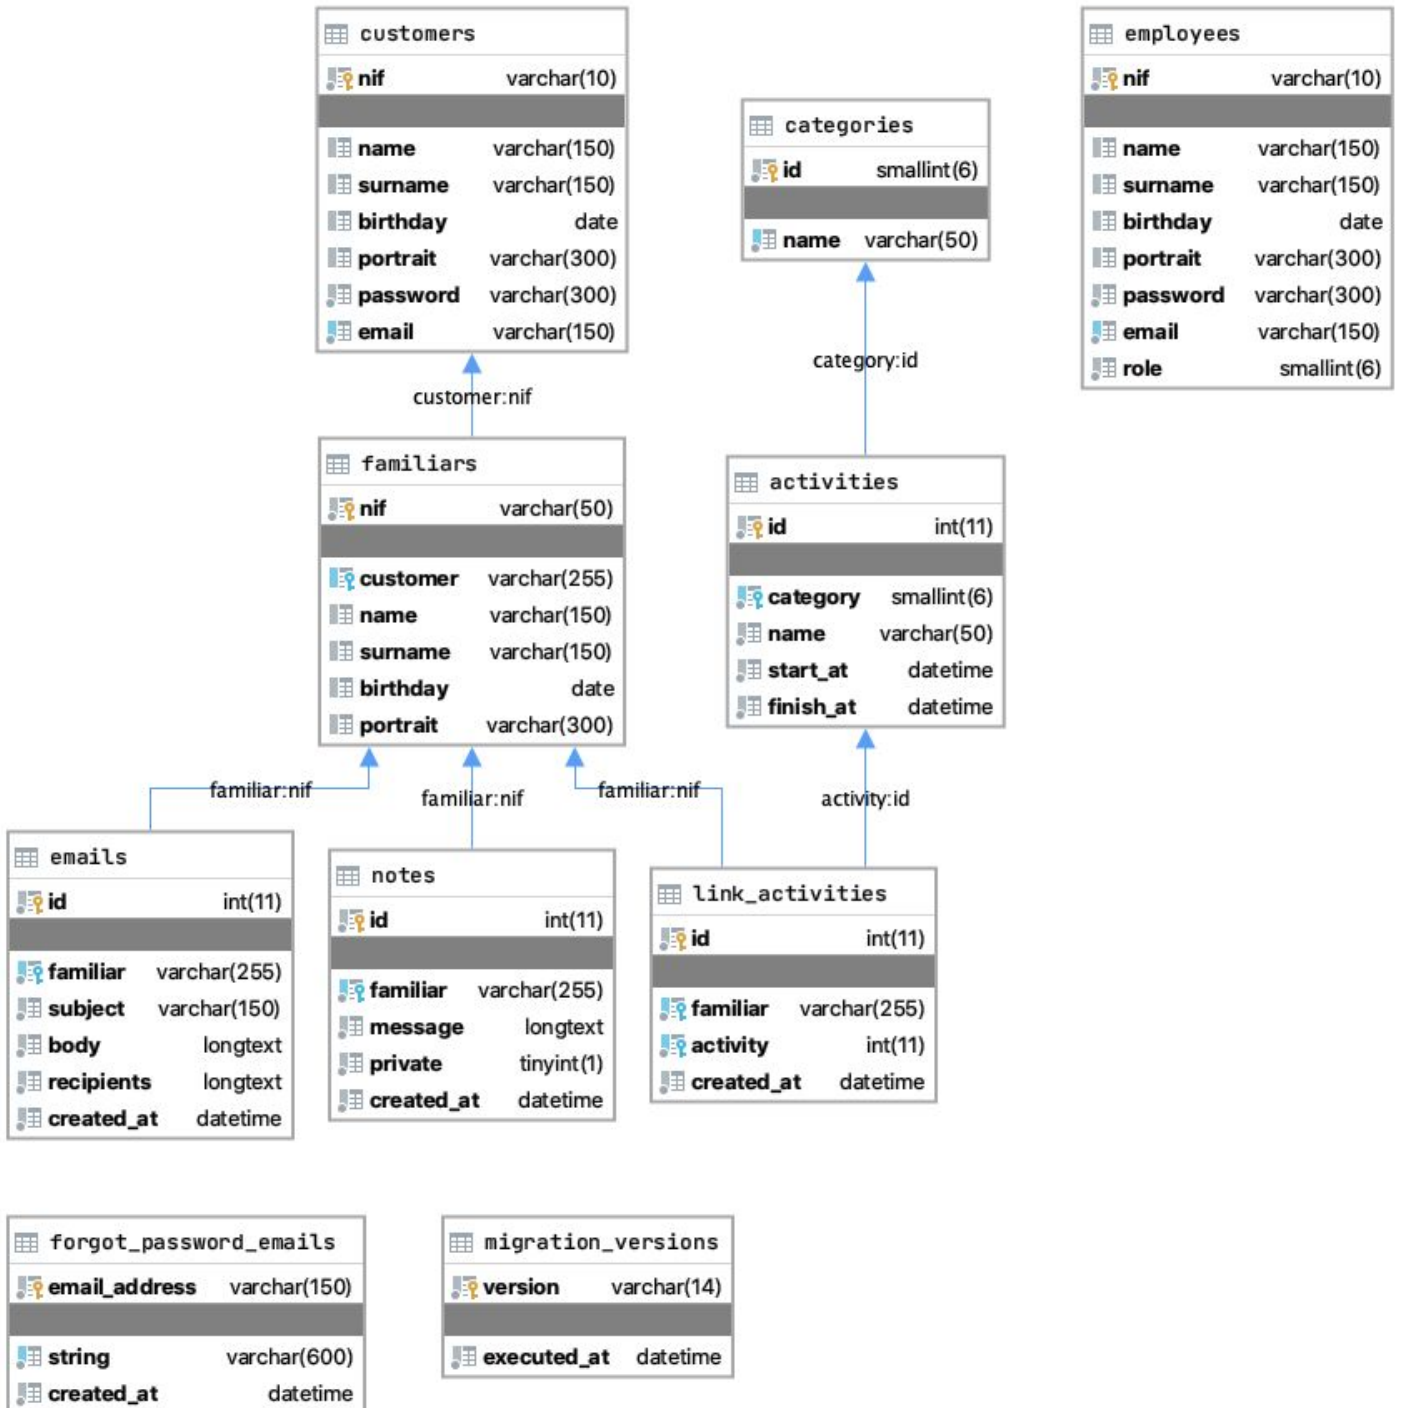 customers
nif varchar(10)
name varchar(150)
surname varchar(150)
birthday date
portrait varchar(300)
password varchar(300)
email varchar(150)
categories
id smallint(6)
name varchar(50)
employees
nif varchar(10)
name varchar(150)
surname varchar(150)
birthday date
portrait varchar(300)
password varchar(300)
email varchar(150)
role smallint(6)
customer:nif
category:id
familiars
nif varchar(50)
customer varchar(255)
name varchar(150)
surname varchar(150)
birthday date
portrait varchar(300)
activities
id int(11)
category smallint(6)
name varchar(50)
start_at datetime
finish_at datetime
familiar:nif
familiar:nif
familiar:nif
activity:id
emails
id int(11)
familiar varchar(255)
subject varchar(150)
body longtext
recipients longtext
created_at datetime
notes
id int(11)
familiar varchar(255)
message longtext
private tinyint(1)
created_at datetime
link_activities
id int(11)
familiar varchar(255)
activity int(11)
created_at datetime
forgot_password_emails
email_address varchar(150)
string varchar(600)
created_at datetime
migration_versions
version varchar(14)
executed_at datetime